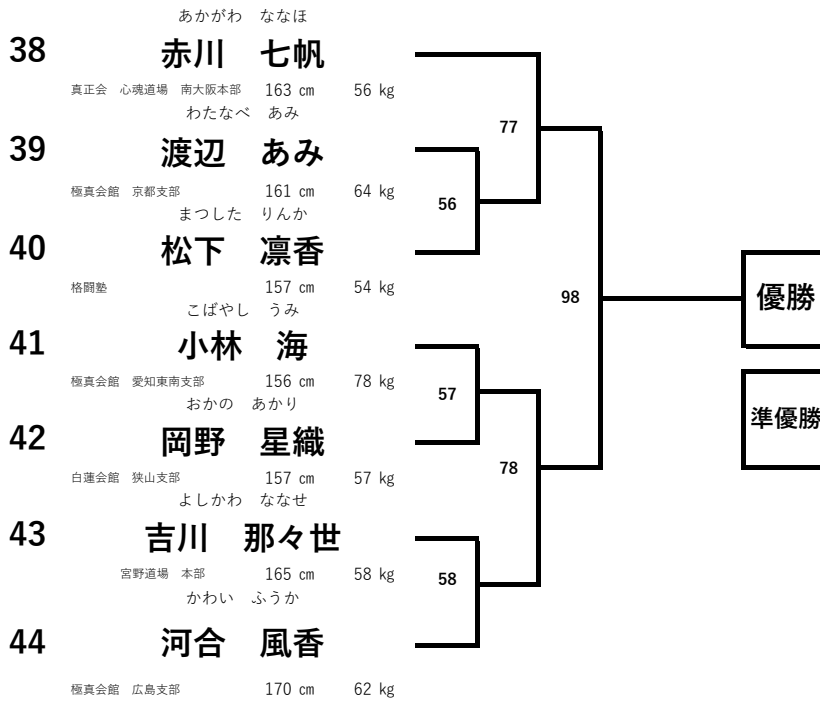 あかがわ　ななほ
38　赤川　七帆
真正会　心魂道場　南大阪本部　163 cm　56 kg
わたなべ　あみ
77
39　渡辺　あみ
極真会館　京都支部　161 cm　64 kg
56
まつした　りんか
40　松下　凛香
格闘塾　157 cm　54 kg
98
優勝
こばやし　うみ
41　小林　海
極真会館　愛知東南支部　156 cm　78 kg
57
おかの　あかり
準優勝
42　岡野　星織
78
白蓮会館　狭山支部　157 cm　57 kg
よしかわ　ななせ
43　吉川　那々世
宮野道場　本部　165 cm　58 kg
58
かわい　ふうか
44　河合　風香
極真会館　広島支部　170 cm　62 kg